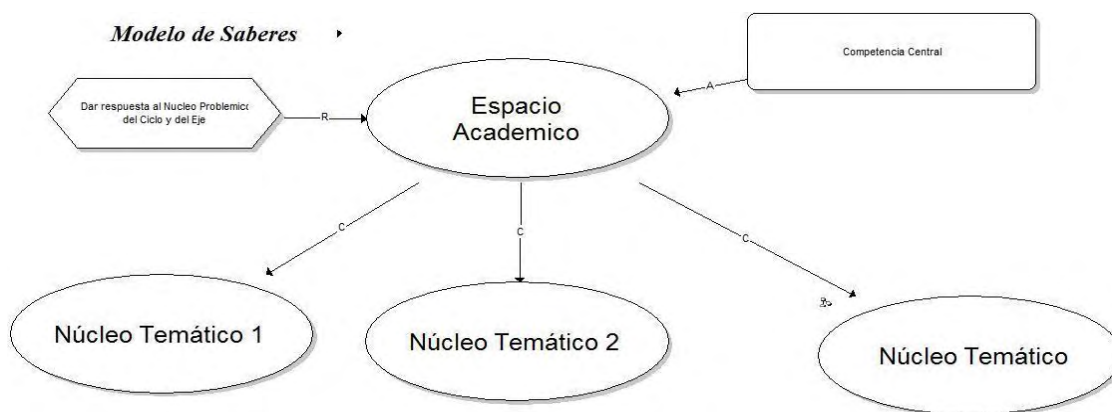 Modelo de Saberes
Competencia Central
Dar respuesta al Nucleo Problemico
del Ciclo y del Eje
R
Espacio
Academico
A
C
C
C
Núcleo Temático 1
Núcleo Temático 2
Núcleo Temático